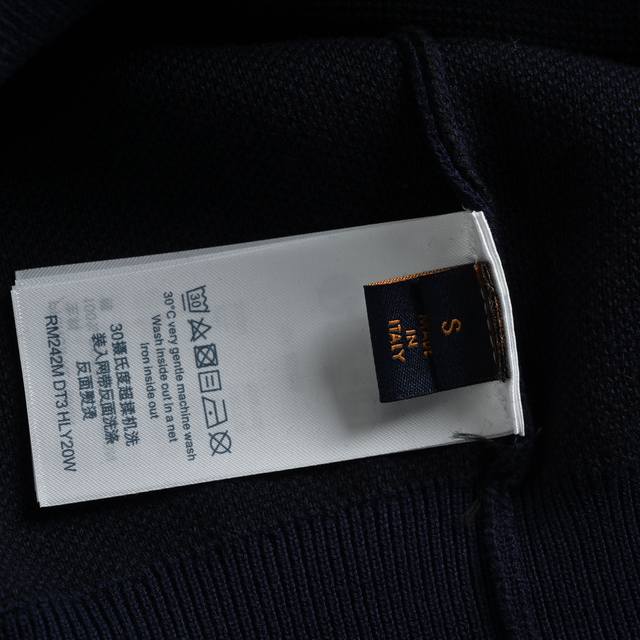 30°C very gentle machine wash
Wash inside out in a net
Iron inside out
30摄氏度超柔机洗
装入网带反面洗涤
反面熨烫
RM242M DT3 HLY20W
S
MADE
IN
ITALY